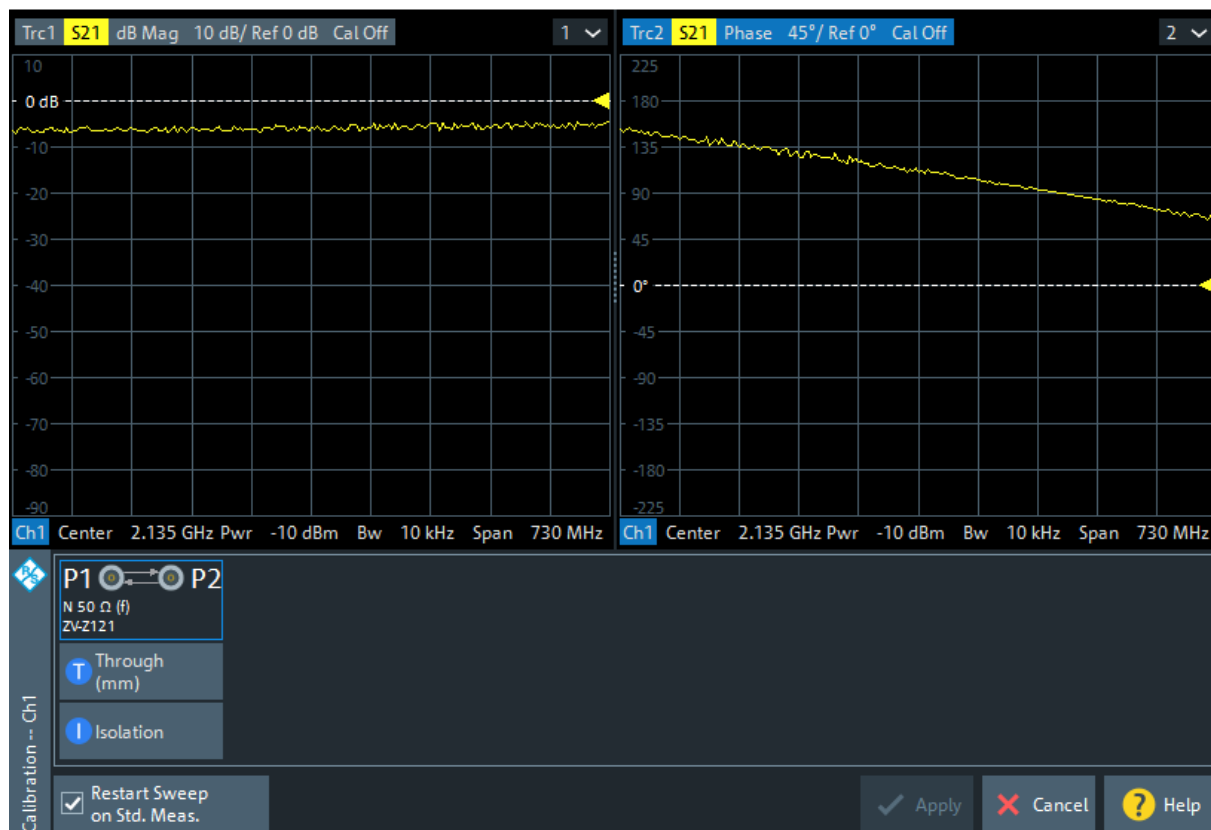 Trc1 S21 dB Mag 10 dB/ Ref 0 dB Cal Off 1
10
0 dB
-10
-20
-30
-40
-50
-60
-70
-80
-90
Ch1 Center 2.135 GHz Pwr -10 dBm Bw 10 kHz Span 730 MHz
Trc2 S21 Phase 45°/ Ref 0° Cal Off 2
225
180
135
90
45
0°
-45
-90
-135
-180
-225
Ch1 Center 2.135 GHz Pwr -10 dBm Bw 10 kHz Span 730 MHz
R/S
Calibration -- Ch1
P1 P2
N 50 Ω (f)
ZV-Z121
T Through
(mm)
I Isolation
Restart Sweep
on Std. Meas.
Apply
Cancel
? Help